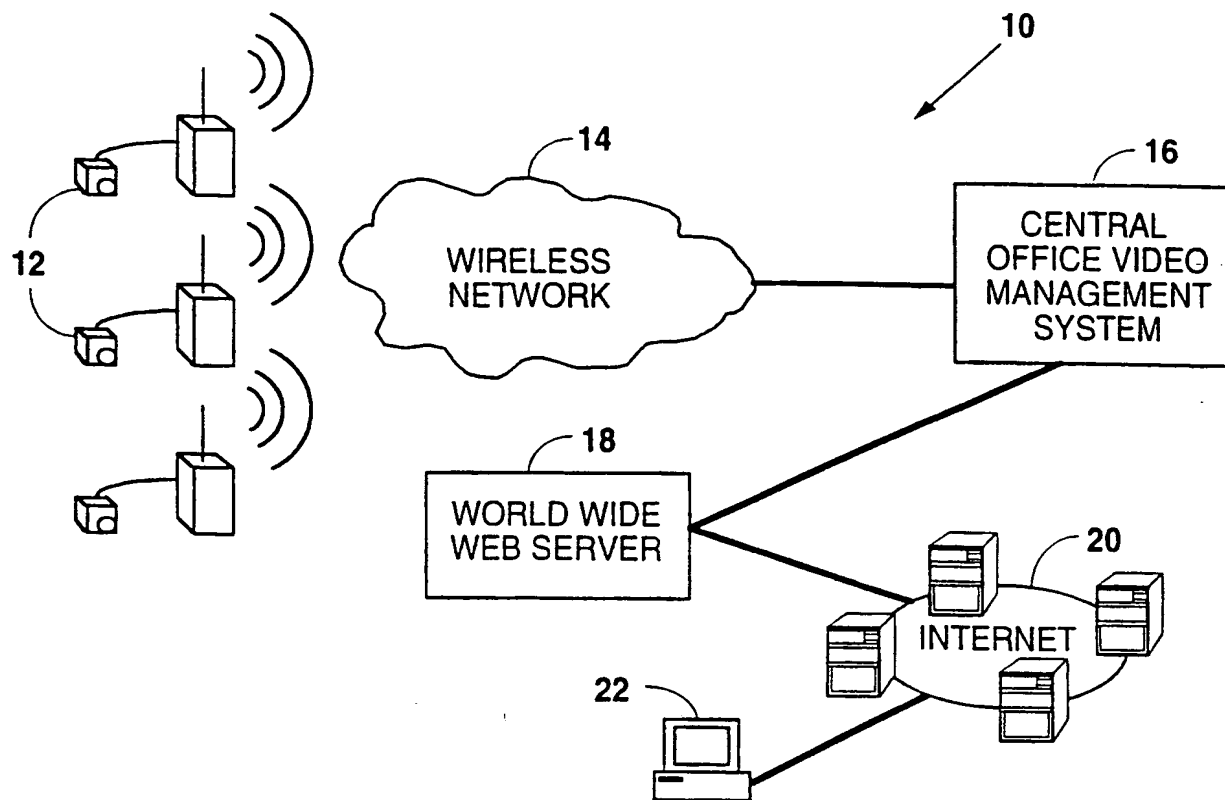 10
14
16
12
WIRELESS
NETWORK
CENTRAL
OFFICE VIDEO
MANAGEMENT
SYSTEM
18
WORLD WIDE
WEB SERVER
20
INTERNET
22